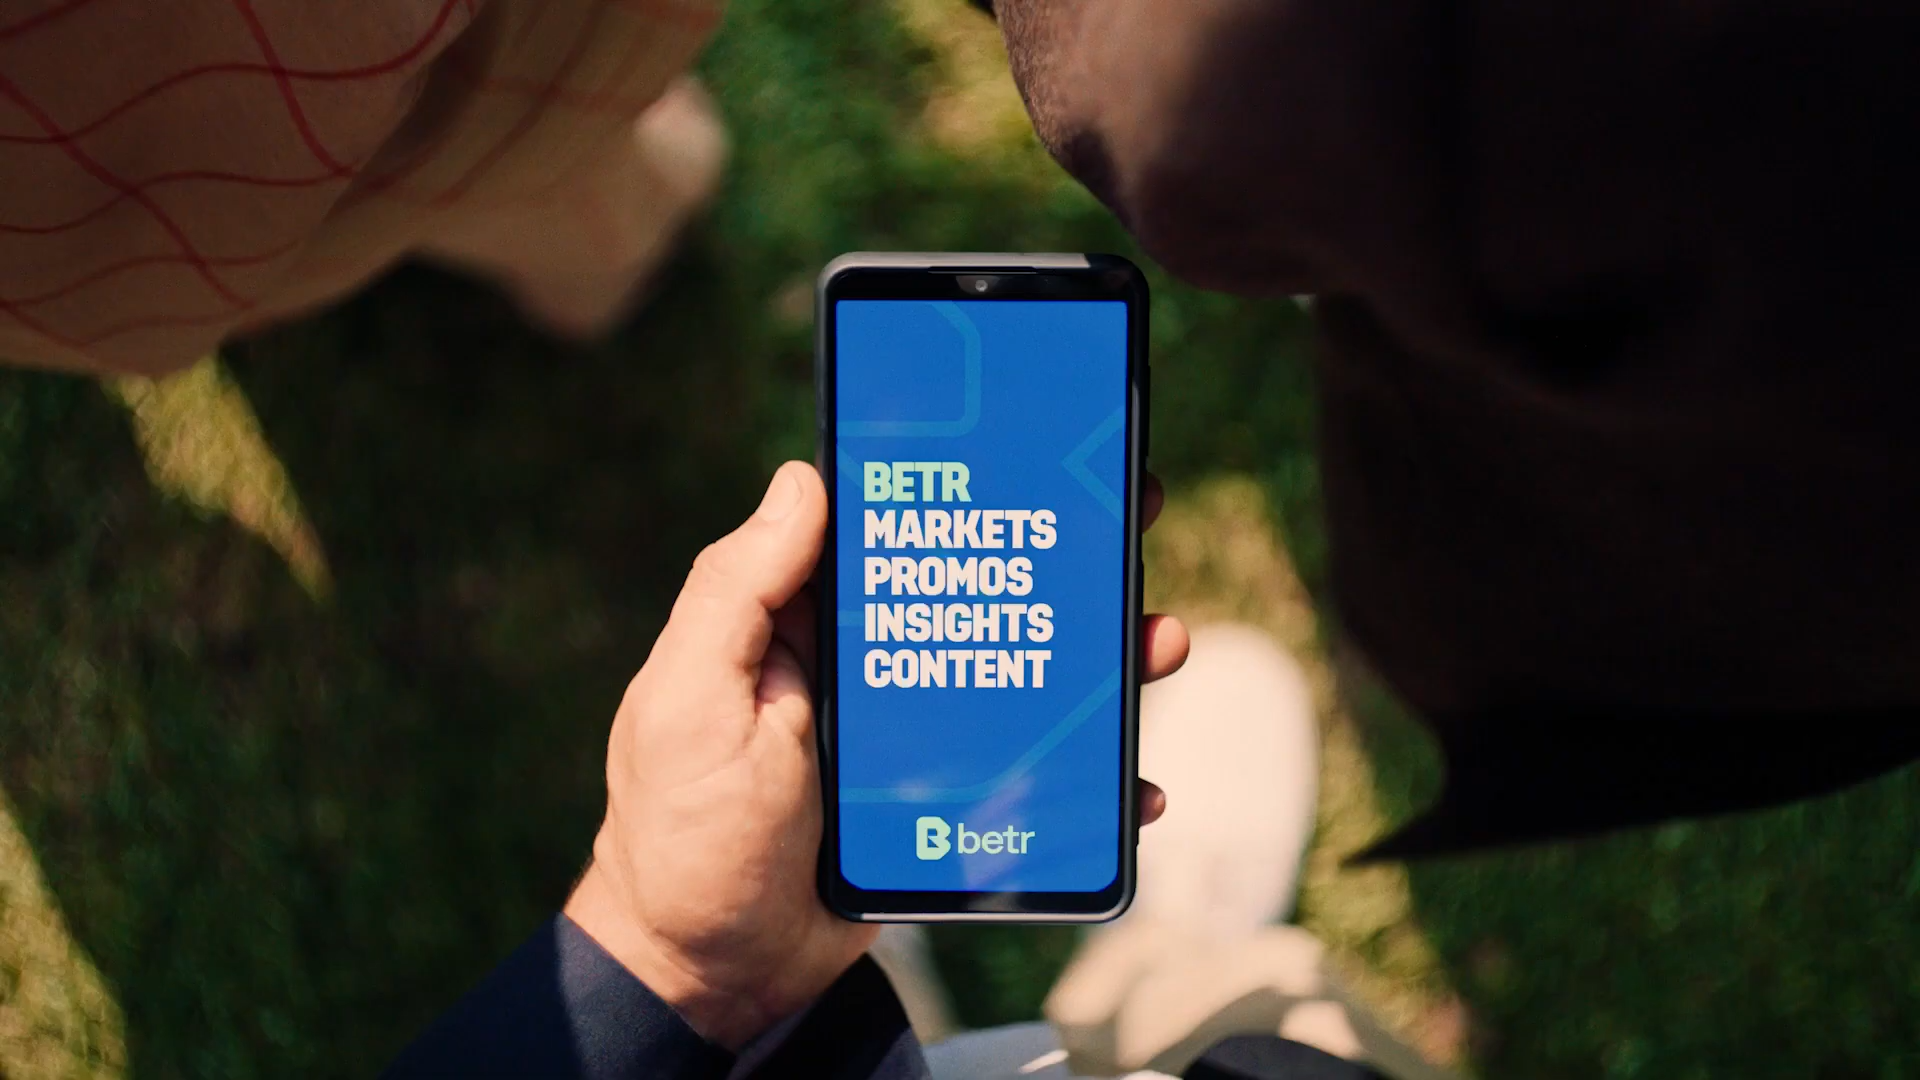 BETR
MARKETS
PROMOS
INSIGHTS
CONTENT
betr